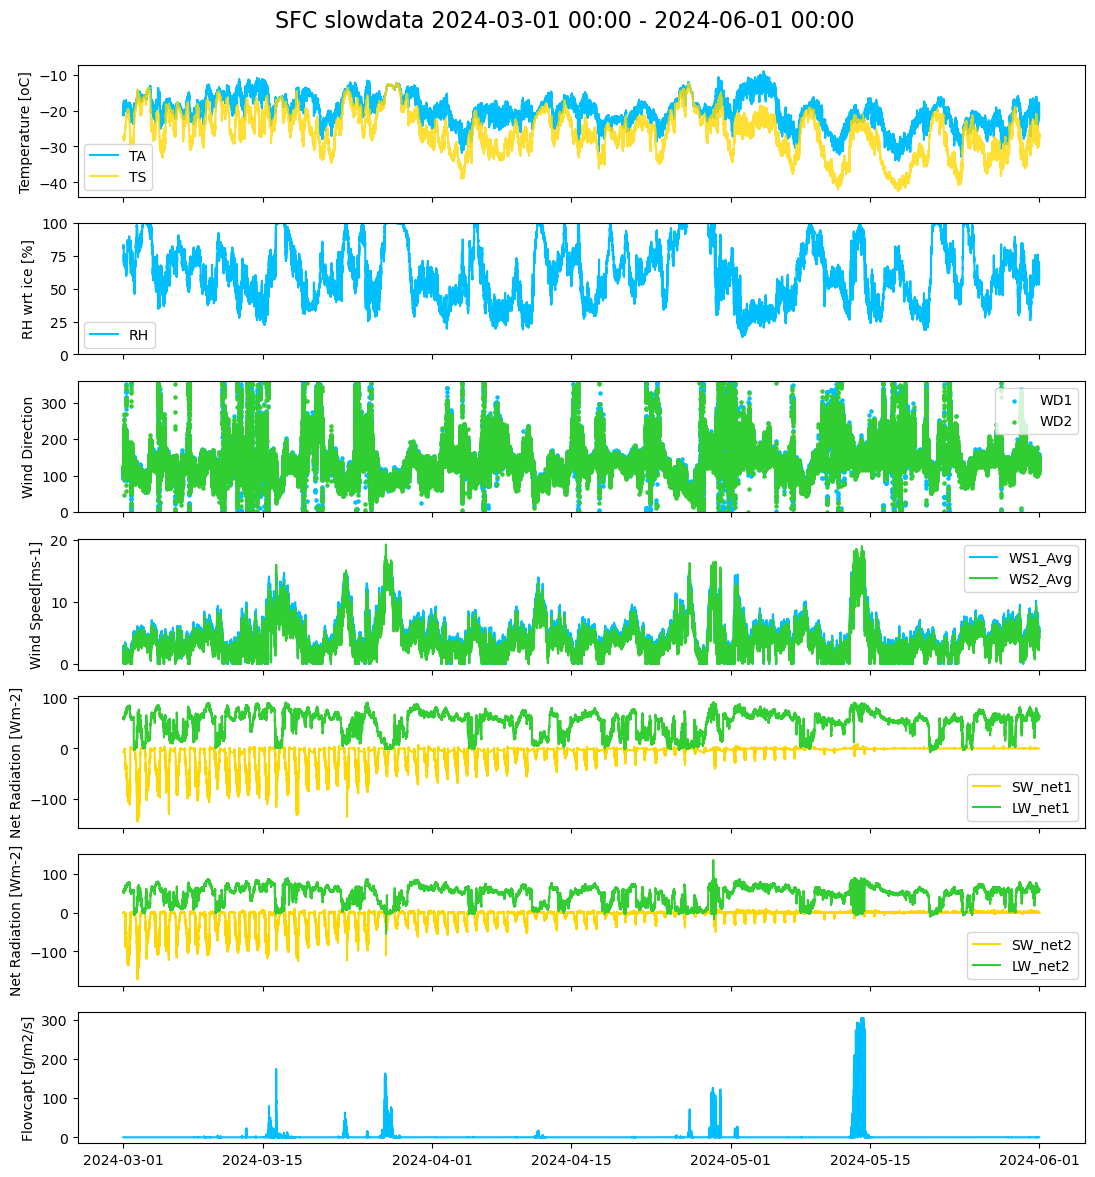 SFC slowdata 2024-03-01 00:00 - 2024-06-01 00:00
Temperature [oC]
−10
−20
−30
−40
TA
TS
RH wrt ice [%]
100
75
50
25
0
RH
Wind Direction
300
200
100
0
WD1
WD2
Wind Speed[ms-1]
20
10
0
WS1_Avg
WS2_Avg
Net Radiation [Wm-2]
100
0
−100
SW_net1
LW_net1
Net Radiation [Wm-2]
100
0
−100
SW_net2
LW_net2
Flowcapt [g/m2/s]
300
200
100
0
2024-03-01 2024-03-15 2024-04-01 2024-04-15 2024-05-01 2024-05-15 2024-06-01